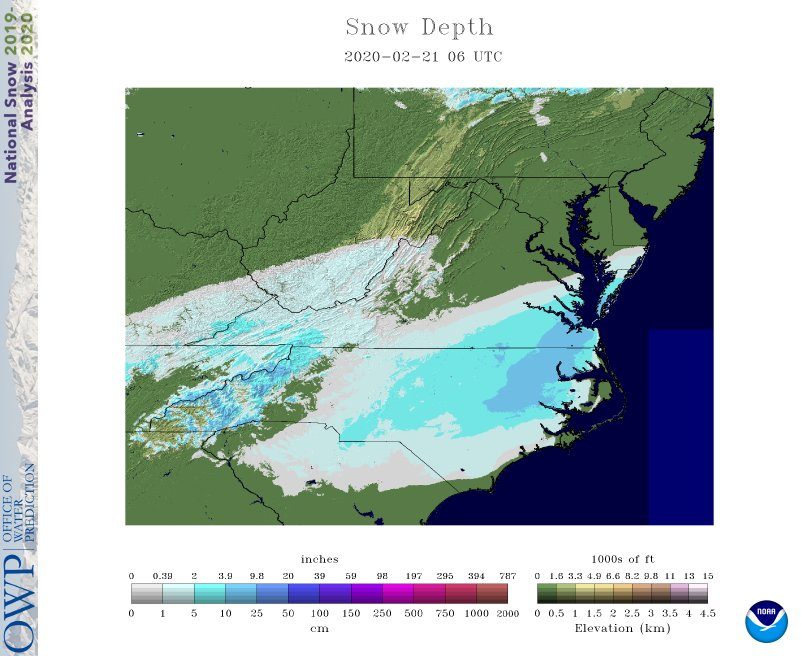 National Snow 2019-
Analysis 2020
OWP OFFICE OF
WATER
PREDICTION
Snow Depth
2020-02-21 06 UTC
inches
0 0.39 2 3.9 9.8 20 39 59 98 197 295 394 787
0 1 5 10 25 50 100 150 250 500 750 1000 2000
cm
1000s of ft
0 1.6 3.3 4.9 6.6 8.2 9.8 11 13 15
0 0.5 1 1.5 2 2.5 3 3.5 4 4.5
Elevation (km)
NOAA